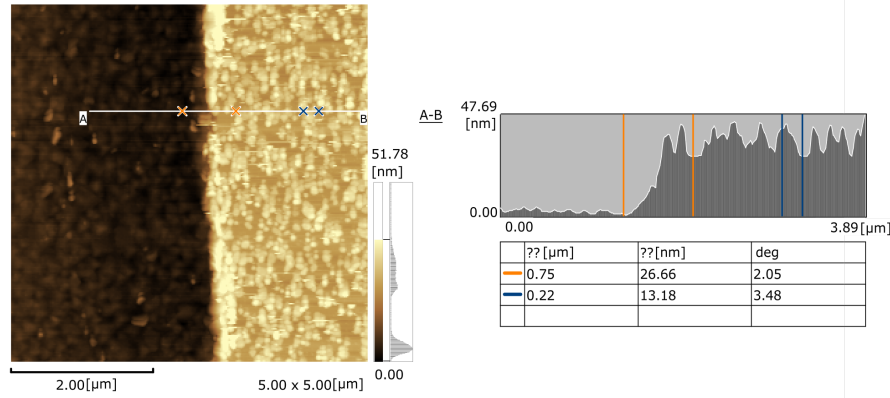 A
B
51.78
[nm]
0.00
2.00[μm]
5.00 x 5.00[μm]
A-B
47.69
[nm]
0.00
0.00
3.89[μm]
?? [μm] ??[nm] deg
0.75 26.66 2.05
0.22 13.18 3.48